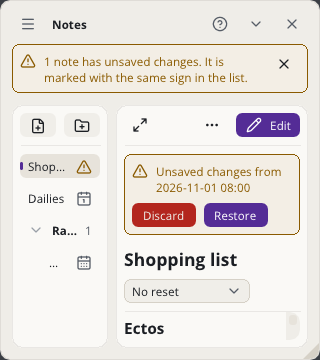 Notes
1 note has unsaved changes. It is
marked with the same sign in the list.
Edit
Shop...
Dailies
Ra... 1
...
Unsaved changes from
2026-11-01 08:00
Discard
Restore
Shopping list
No reset
Ectos